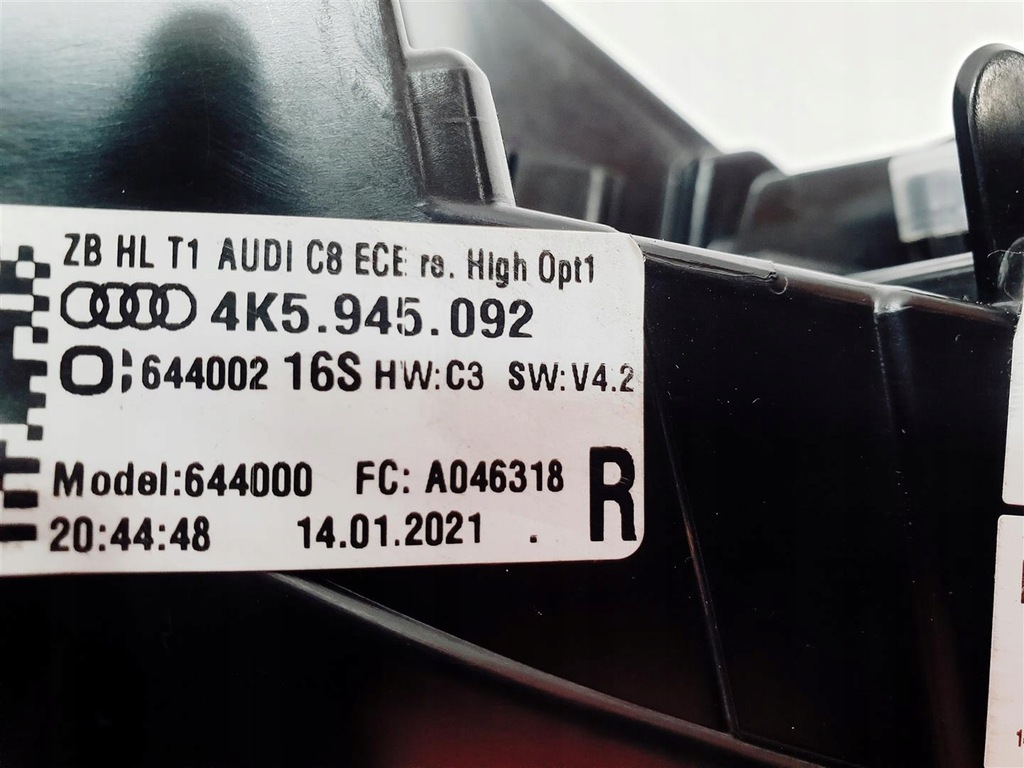 ZB HL T1 AUDI C8 ECE re. High Opt1
4K5.945.092
O;644002 16S HW:C3 SW:V4.2
Model:644000 FC: A046318 R
20:44:48 14.01.2021 .